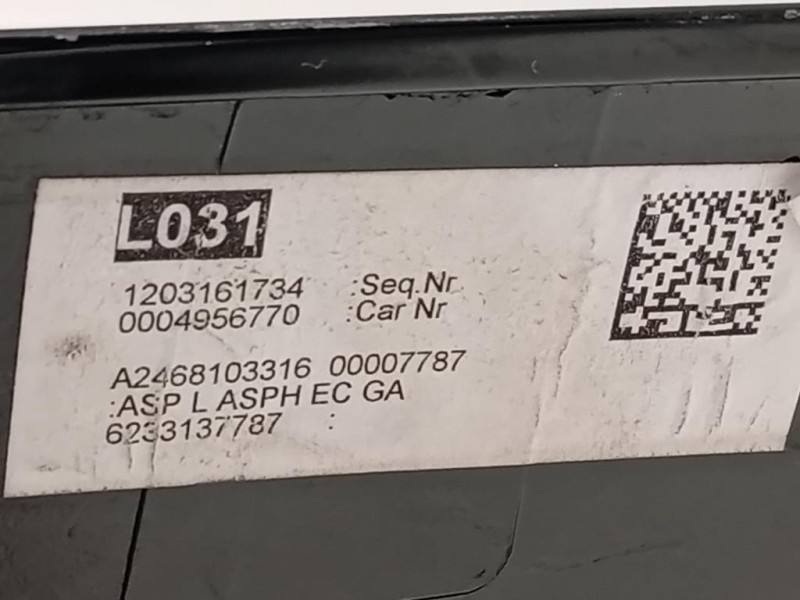 L031
1203161734 :Seq.Nr
0004956770 :Car Nr
A2468103316 00007787
:ASP L ASPH EC GA
6233137787 :